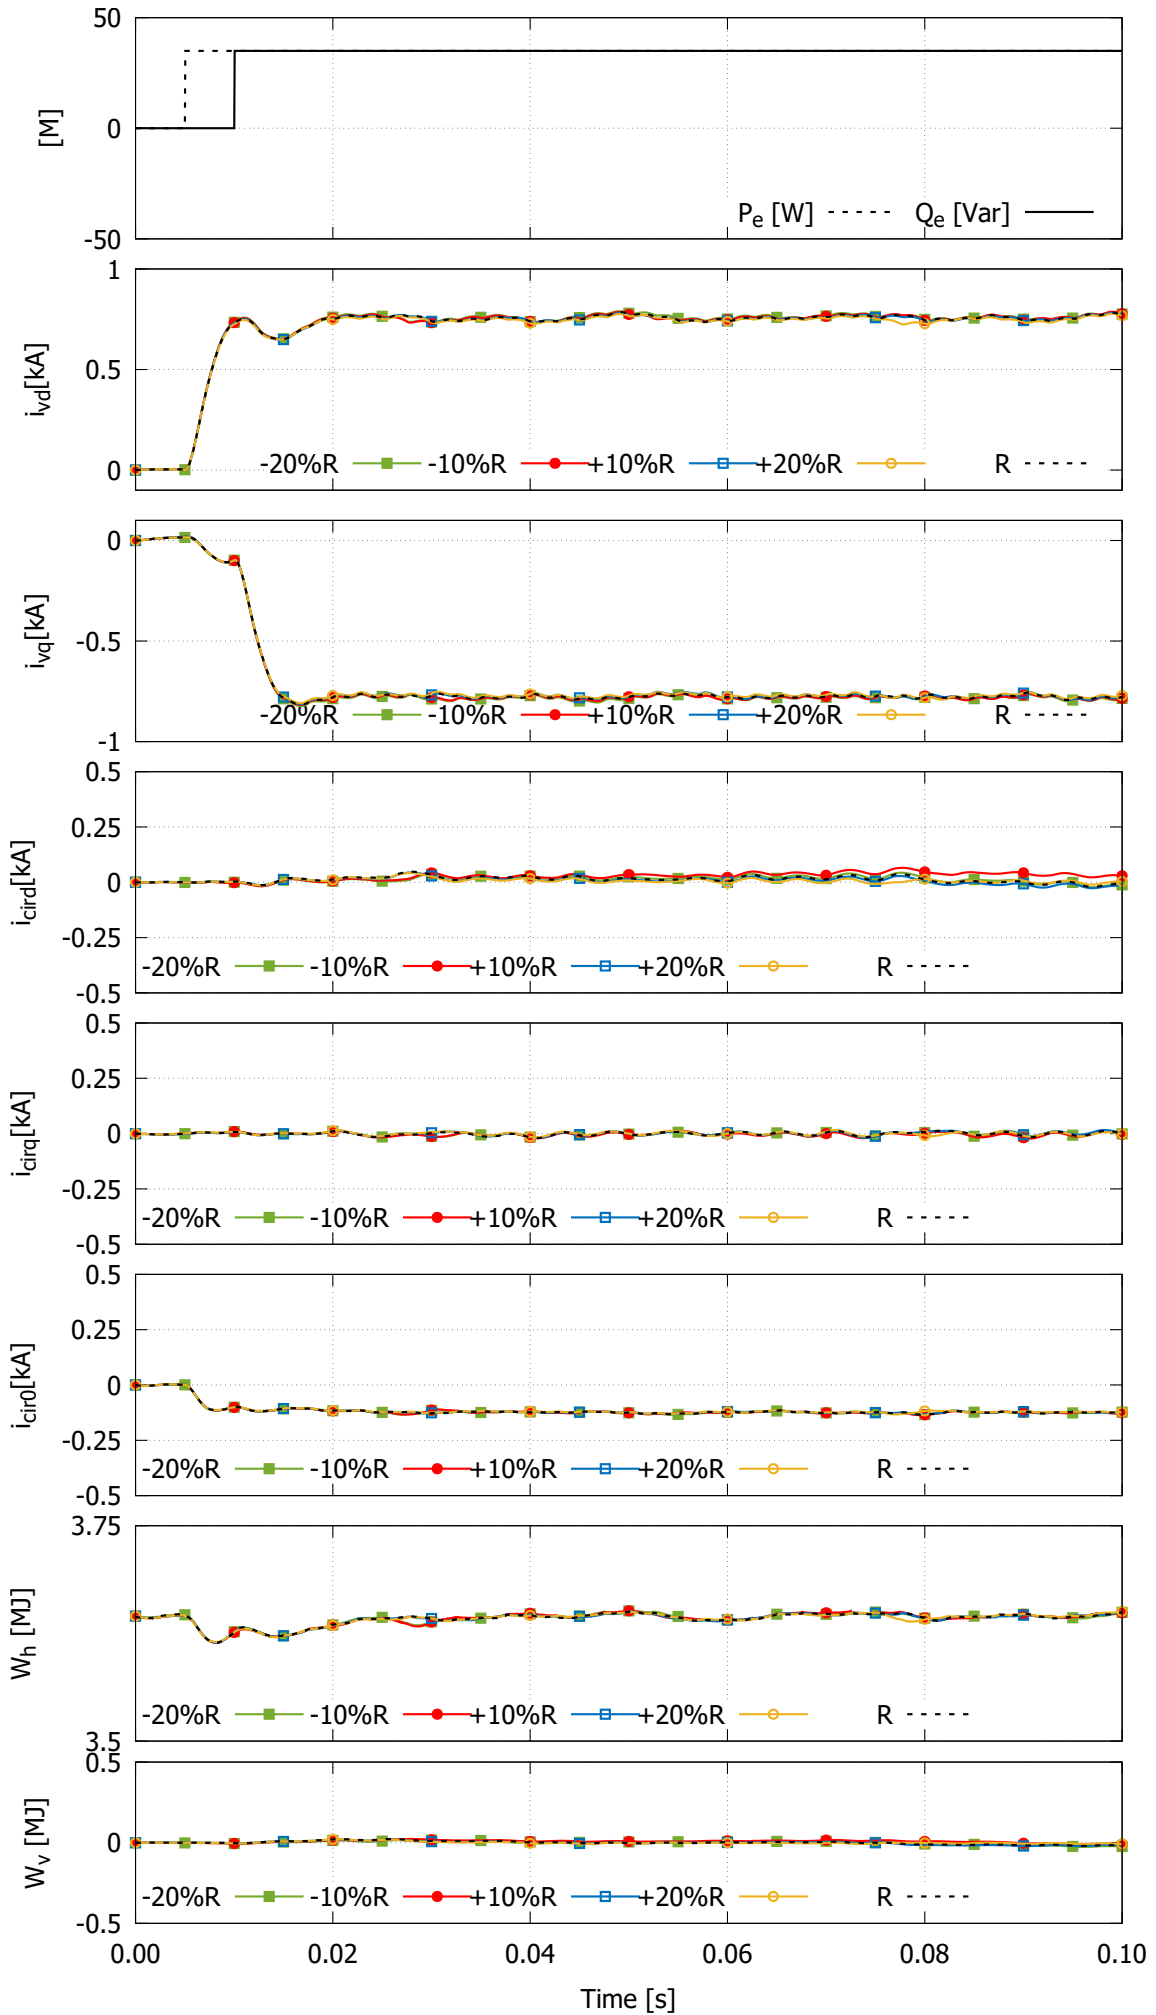 50
0
-50
[M]
P_e [W] Q_e [Var]
1
0.5
0
i_vd[kA]
-20%R -10%R +10%R +20%R R
0
-0.5
-1
i_vq[kA]
-20%R -10%R +10%R +20%R R
0.5
0.25
0
-0.25
-0.5
i_cird[kA]
-20%R -10%R +10%R +20%R R
0.5
0.25
0
-0.25
-0.5
i_cirq[kA]
-20%R -10%R +10%R +20%R R
0.5
0.25
0
-0.25
-0.5
i_cir0[kA]
-20%R -10%R +10%R +20%R R
3.75
3.5
W_h [MJ]
-20%R -10%R +10%R +20%R R
0.5
0
-0.5
W_v [MJ]
-20%R -10%R +10%R +20%R R
0.00 0.02 0.04 0.06 0.08 0.10
Time [s]